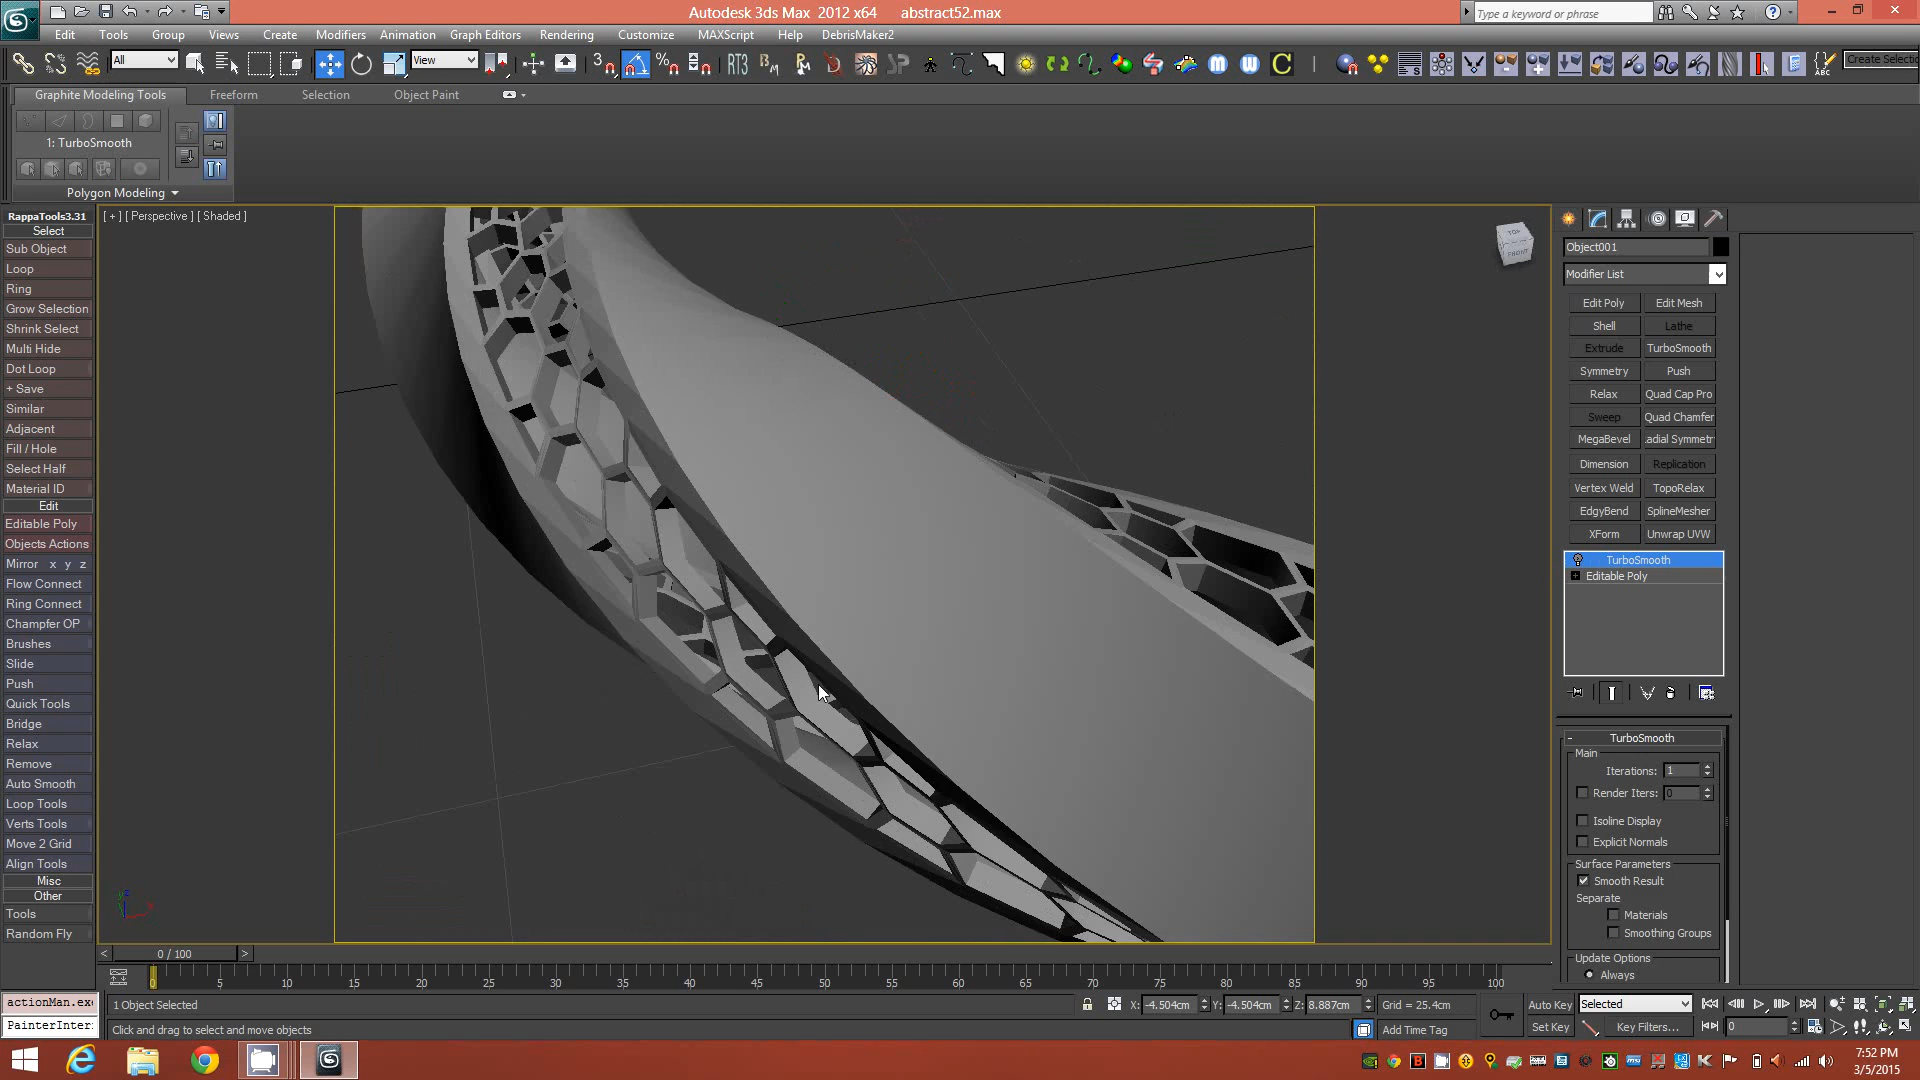 Autodesk 3ds Max 2012 x64 abstract52.max
Type a keyword or phrase
Edit Tools Group Views Create Modifiers Animation Graph Editors Rendering Customize MAXScript Help DebrisMaker2
All
View
3
RT3
Create Selectio
ABC
Graphite Modeling Tools Freeform Selection Object Paint
1: TurboSmooth
Polygon Modeling
RappaTools3.31
Select
Sub Object
Loop
Ring
Grow Selection
Shrink Select
Multi Hide
Dot Loop
+ Save
Similar
Adjacent
Fill / Hole
Select Half
Material ID
Edit
Editable Poly
Objects Actions
Mirror x y z
Flow Connect
Ring Connect
Champfer OP
Brushes
Slide
Push
Quick Tools
Bridge
Relax
Remove
Auto Smooth
Loop Tools
Verts Tools
Move 2 Grid
Align Tools
Misc
Other
Tools
Random Fly
[ + ] [ Perspective ] [ Shaded ]
TOP
FRONT
Object001
Modifier List
Edit Poly Edit Mesh
Shell Lathe
Extrude TurboSmooth
Symmetry Push
Relax Quad Cap Pro
Sweep Quad Chamfer
MegaBevel adial Symmetr
Dimension Replication
Vertex Weld TopoRelax
EdgyBend SplineMesher
XForm Unwrap UVW
TurboSmooth
Editable Poly
- TurboSmooth
Main
Iterations: 1
Render Iters: 0
Isoline Display
Explicit Normals
Surface Parameters
Smooth Result
Separate
Materials
Smoothing Groups
Update Options
Always
< 0 / 100 >
0 5 10 15 20 25 30 35 40 45 50 55 60 65 70 75 80 85 90 95 100
actionMan.exe
PainterInter:
1 Object Selected
X: -4.504cm Y: -4.504cm Z: 8.887cm Grid = 25.4cm
Auto Key Selected
Click and drag to select and move objects
Add Time Tag
Set Key Key Filters... 0
7:52 PM
3/5/2015